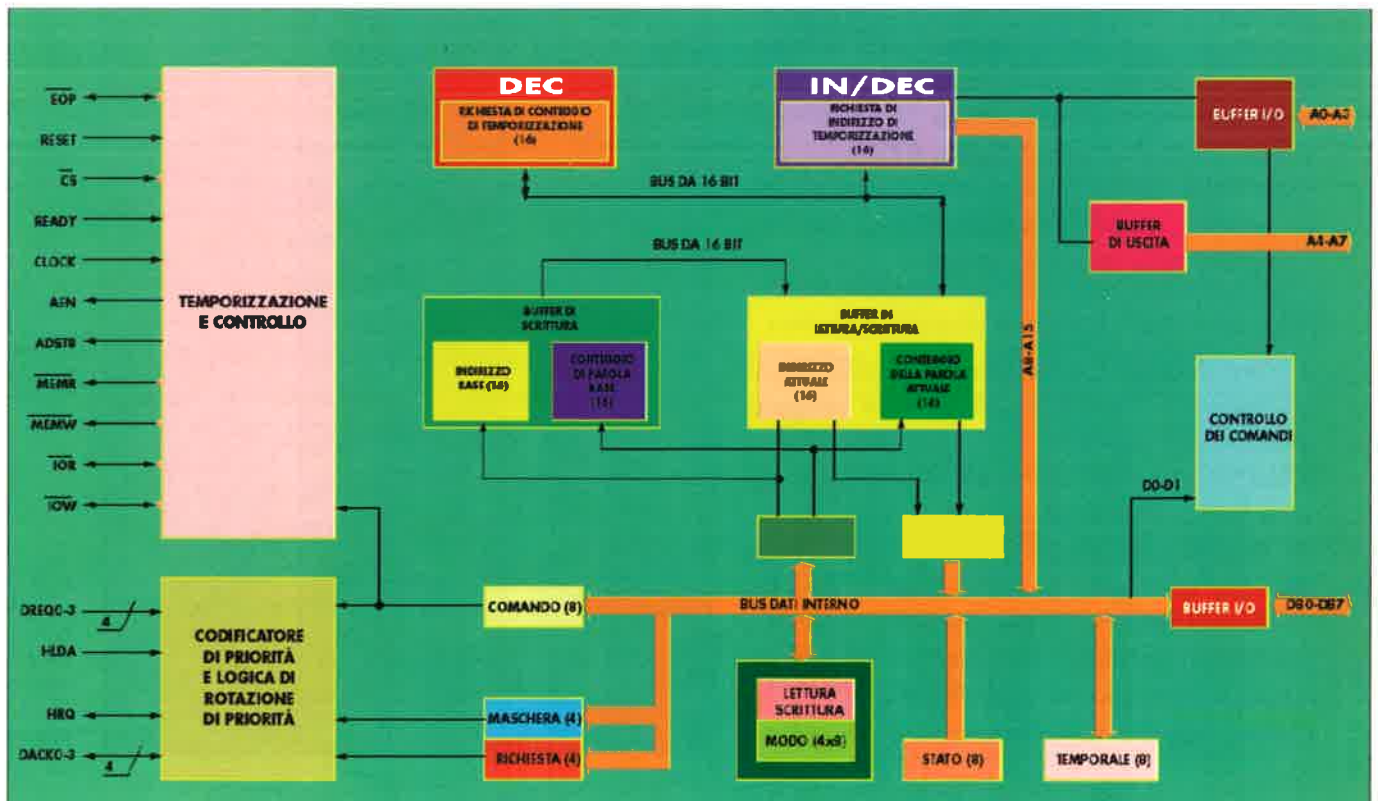 EOP
RESET
CS
READY
CLOCK
AEN
ADSTB
MEMR
MEMW
IOR
IOW
TEMPORIZZAZIONE
E CONTROLLO
DREQ0-3
4
HLDA
HRQ
DACK0-3
4
CODIFICATORE
DI PRIORITÀ
E LOGICA DI
ROTAZIONE
DI PRIORITÀ
DEC
RICHIESTA DI CONTEGGIO
DI TEMPORIZZAZIONE
(16)
IN/DEC
RICHIESTA DI
INDIRIZZO DI
TEMPORIZZAZIONE
(16)
BUS DA 16 BIT
BUS DA 16 BIT
BUFFER DI
SCRITTURA
INDIRIZZO
BASE (16)
CONTEGGIO
DI PAROLA
BASE
(16)
BUFFER DI
LETTURA/SCRITTURA
INDIRIZZO
ATTUALE
(16)
CONTEGGIO
DELLA PAROLA
ATTUALE
(16)
A8-A15
BUFFER I/O
A0-A3
BUFFER
DI USCITA
A4-A7
CONTROLLO
DEI COMANDI
D0-D1
COMANDO (8)
BUS DATI INTERNO
BUFFER I/O
DB0-DB7
MASCHERA (4)
RICHIESTA (4)
LETTURA
SCRITTURA
MODO
STATO (8)
TEMPORALE (8)